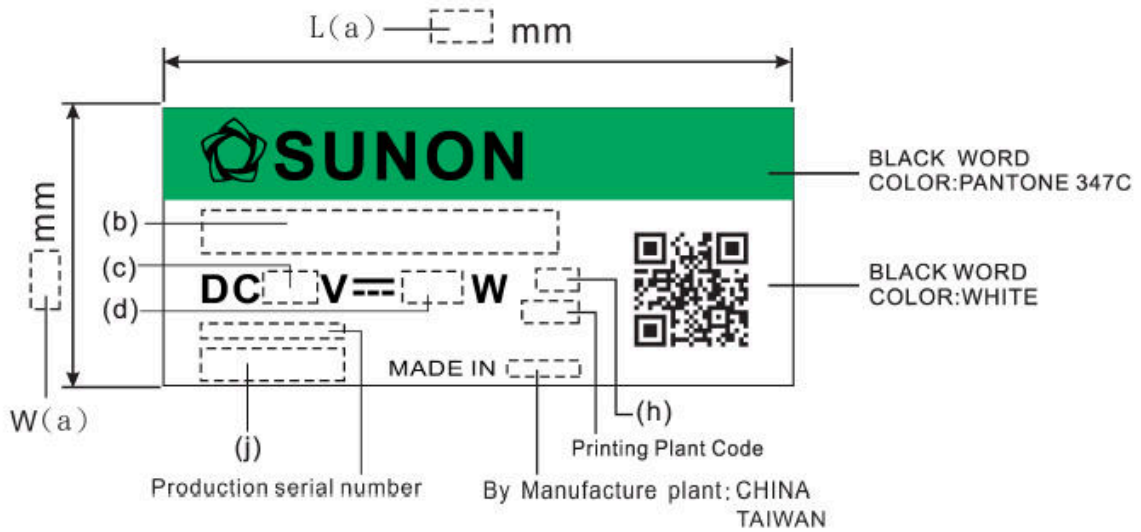 L(a) mm
SUNON
BLACK WORD
COLOR:PANTONE 347C
mm
(b)
(c)
DC V W
(d)
BLACK WORD
COLOR:WHITE
MADE IN
W(a)
(j)
(h)
Printing Plant Code
Production serial number
By Manufacture plant: CHINA
TAIWAN